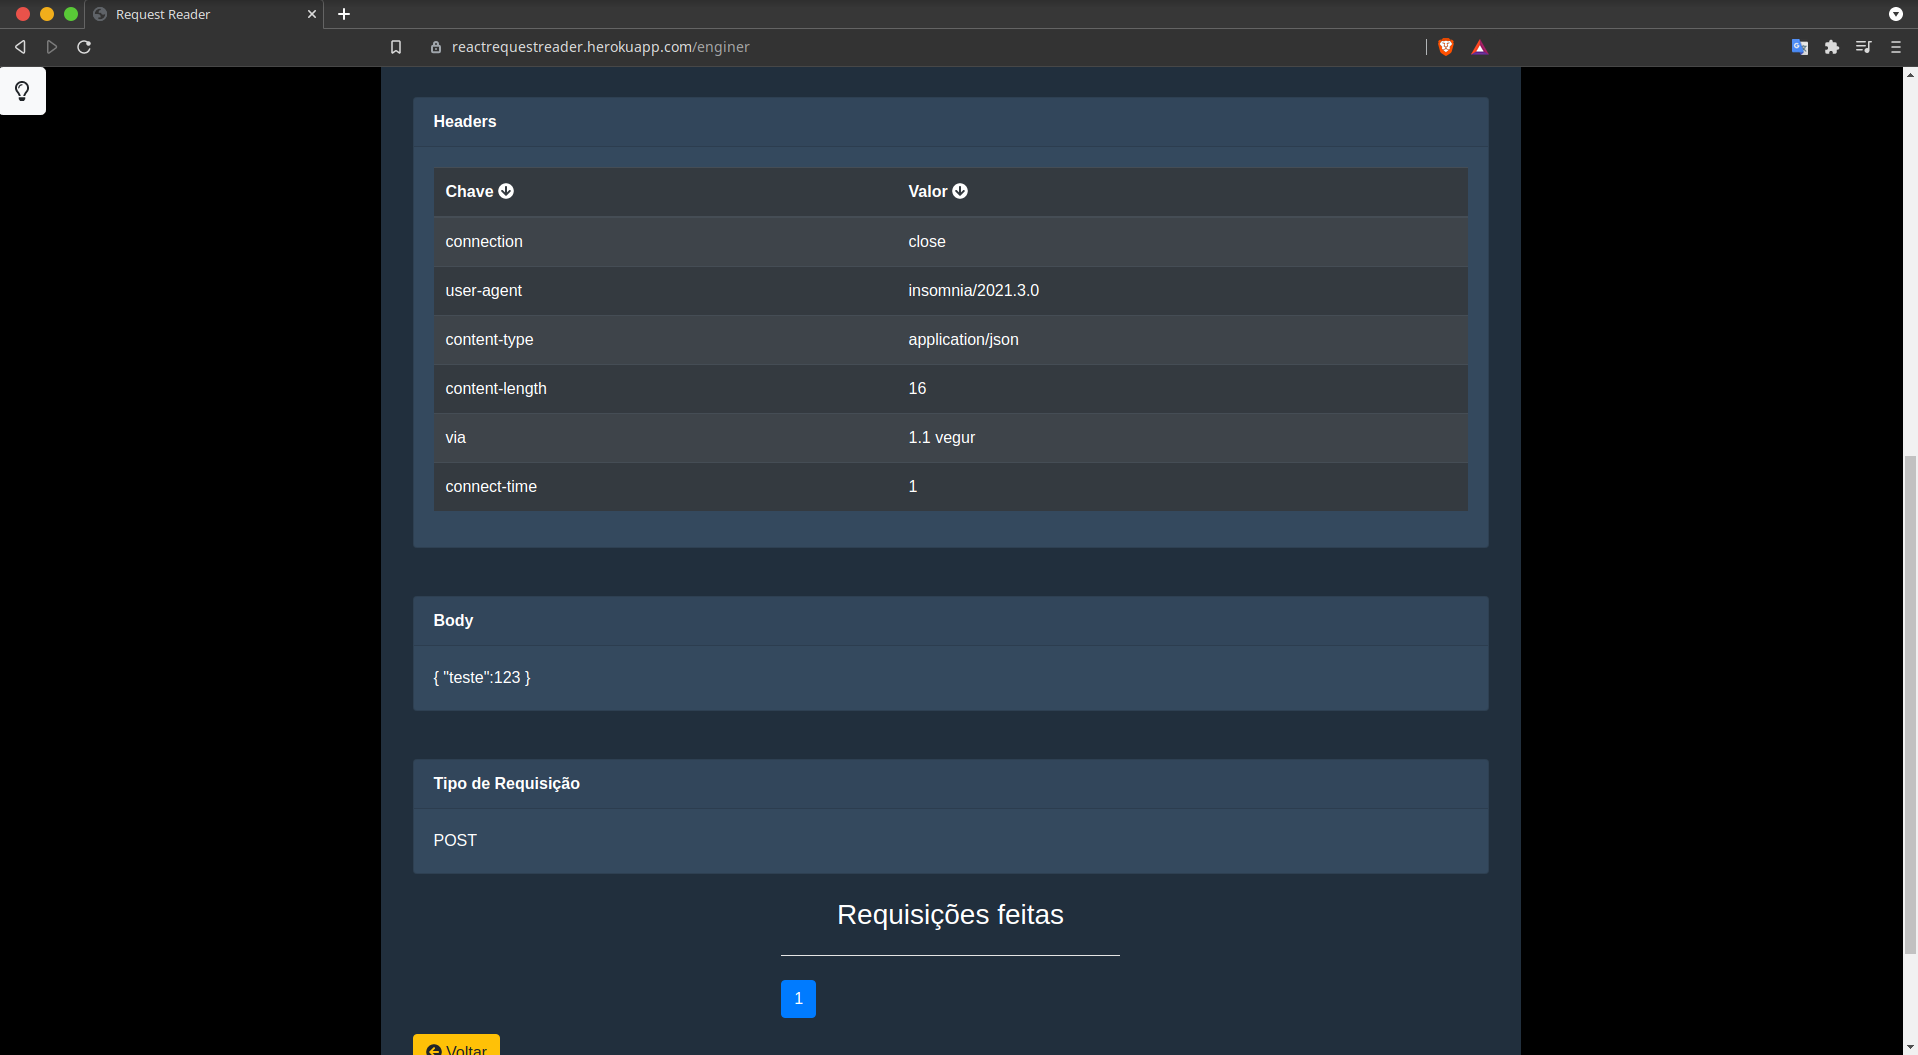 Request Reader
reactrequestreader.herokuapp.com/enginer
Headers
Chave Valor
connection close
user-agent insomnia/2021.3.0
content-type application/json
content-length 16
via 1.1 vegur
connect-time 1
Body
{ "teste":123 }
Tipo de Requisição
POST
Requisições feitas
1
Voltar